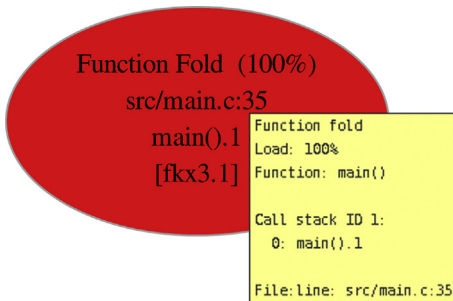 Function Fold (100%)
src/main.c:35
main().1
[fkx3.1]
Function fold
Load: 100%
Function: main()
Call stack ID 1:
0: main().1
File:line: src/main.c:35